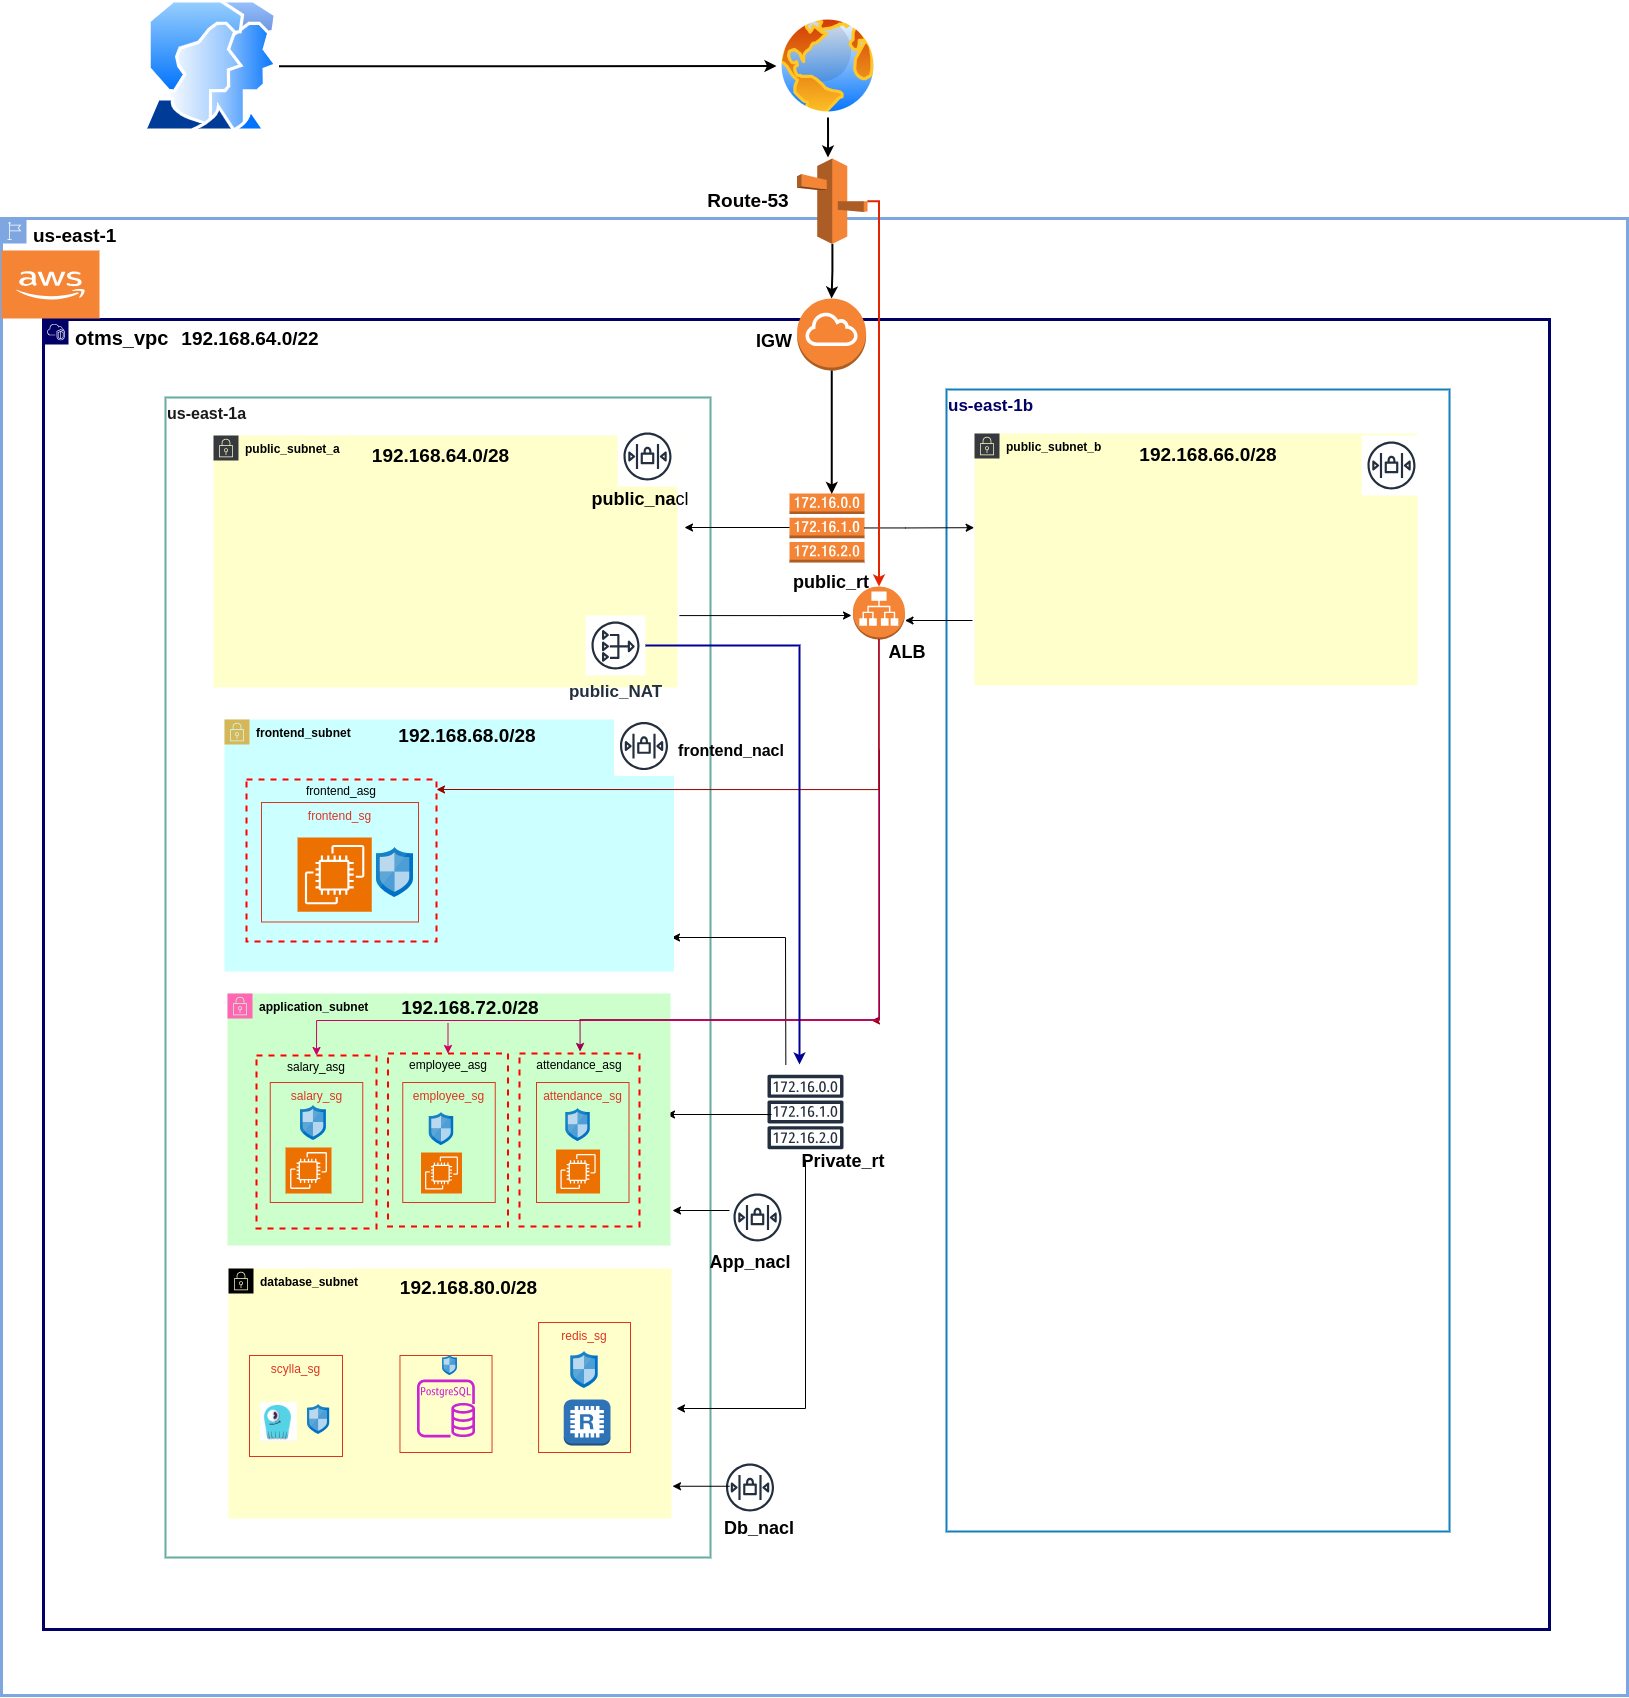 Route-53
us-east-1
aws
otms_vpc 192.168.64.0/22
IGW
us-east-1a
us-east-1b
public_subnet_a 192.168.64.0/28
public_subnet_b 192.168.66.0/28
public_nacl
172.16.0.0
172.16.1.0
172.16.2.0
public_rt
ALB
public_NAT
frontend_subnet 192.168.68.0/28
frontend_nacl
frontend_asg
frontend_sg
application_subnet 192.168.72.0/28
salary_asg
employee_asg
attendance_asg
salary_sg
employee_sg
attendance_sg
172.16.0.0
172.16.1.0
172.16.2.0
Private_rt
App_nacl
database_subnet 192.168.80.0/28
scylla_sg
PostgreSQL
redis_sg
R
Db_nacl